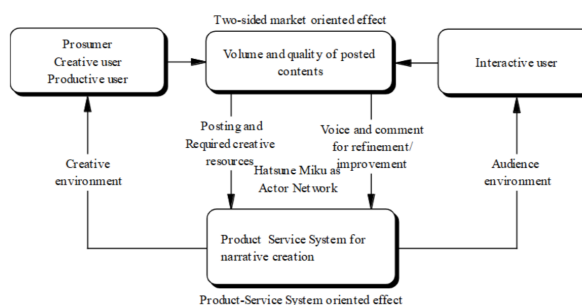 Two-sided market oriented effect
Prosumer
Creative user
Productive user
Volume and quality of posted
contents
Interactive user
Posting and
Required creative
resources
Voice and comment
for refinement/
improvement
Creative
environment
Hatsune Miku as
Actor Network
Audience
environment
Product Service System for
narrative creation
Product-Service System oriented effect